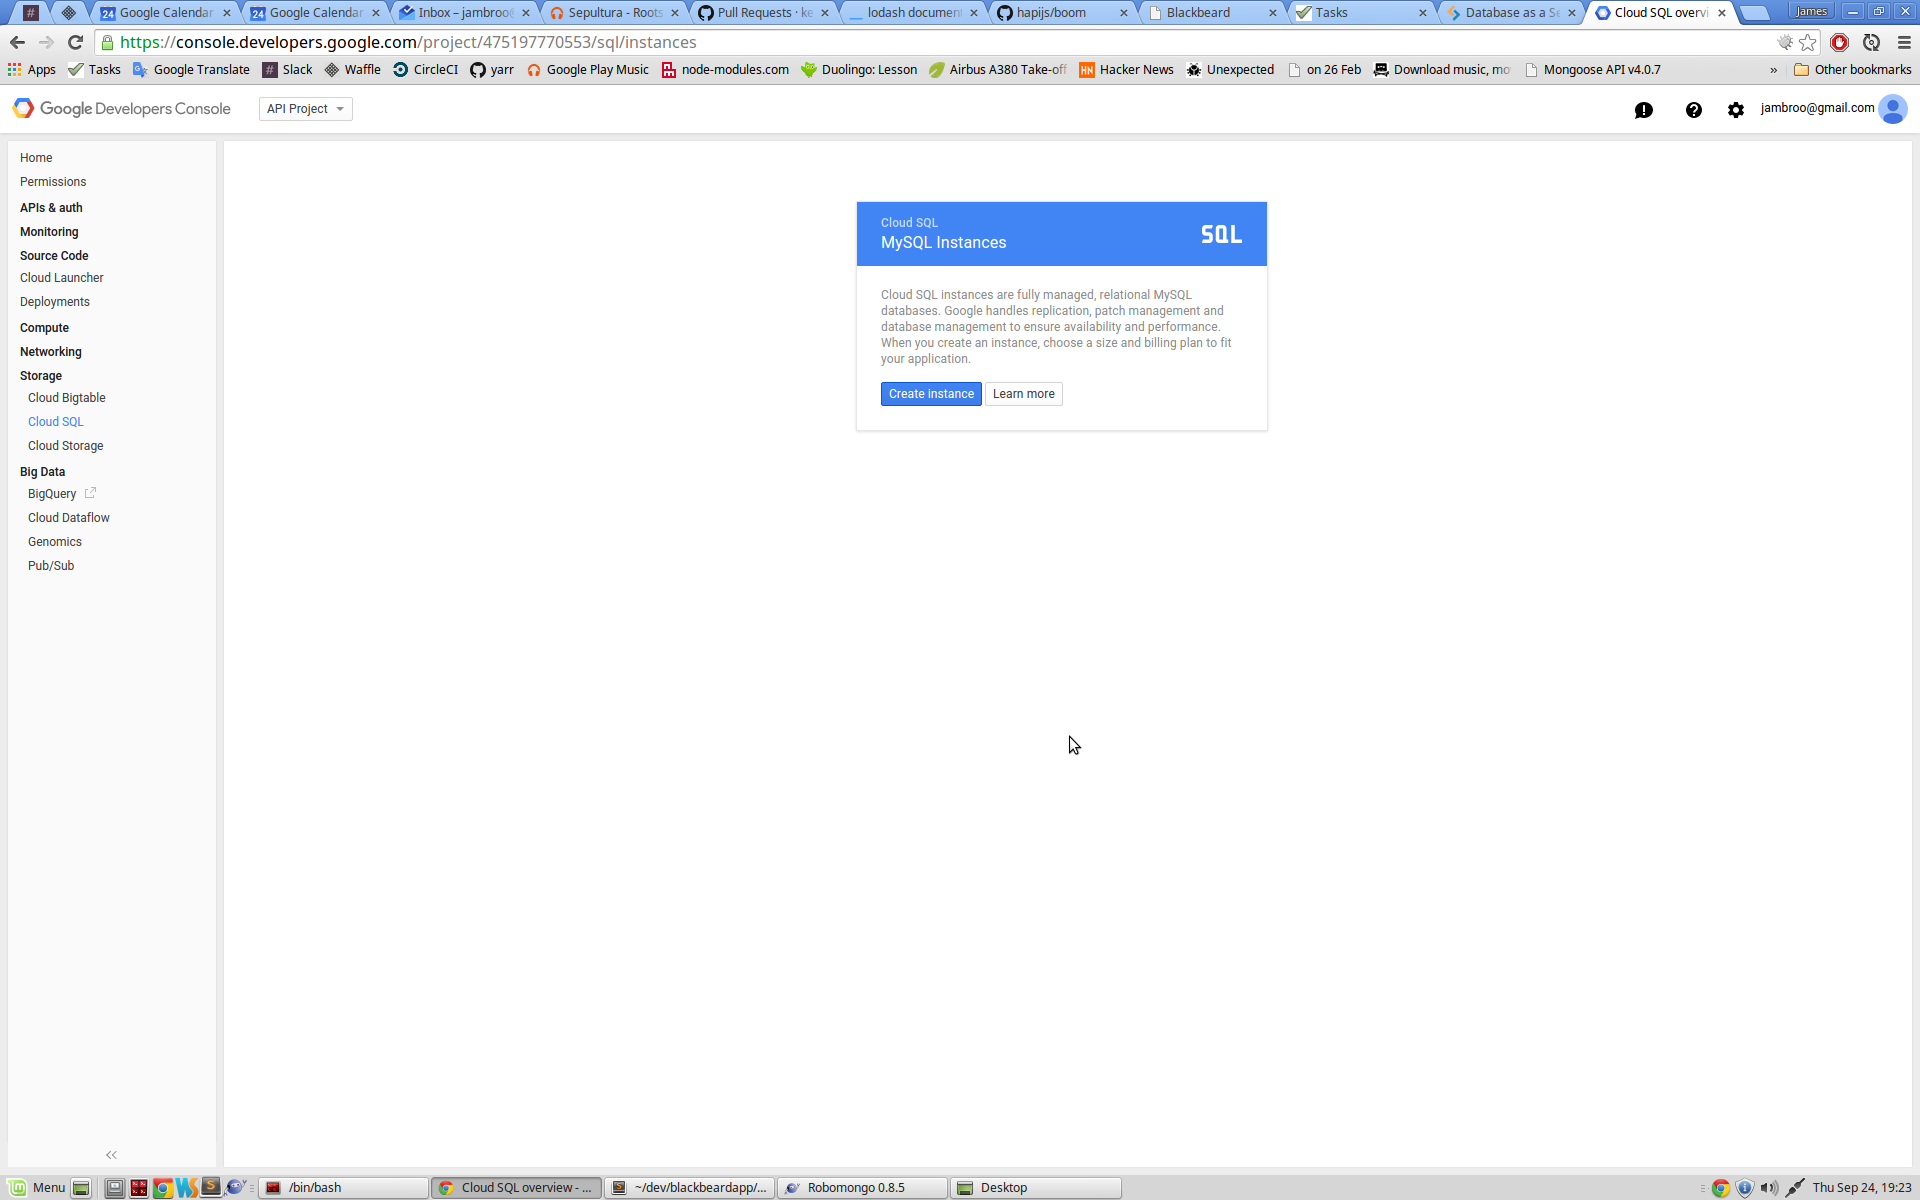 Google Calendar
Google Calendar
Inbox – jambroo
Sepultura - Roots
Pull Requests · ke
lodash document
hapijs/boom
Blackbeard
Tasks
Database as a Se
Cloud SQL overvi
James
https://console.developers.google.com/project/475197770553/sql/instances
Apps
Tasks
Google Translate
Slack
Waffle
CircleCI
yarr
Google Play Music
node-modules.com
Duolingo: Lesson
Airbus A380 Take-off
Hacker News
Unexpected
on 26 Feb
Download music, mo
Mongoose API v4.0.7
»
Other bookmarks
Google Developers Console
API Project
jambroo@gmail.com
Home
Permissions
APIs & auth
Monitoring
Source Code
Cloud Launcher
Deployments
Compute
Networking
Storage
Cloud Bigtable
Cloud SQL
Cloud Storage
Big Data
BigQuery
Cloud Dataflow
Genomics
Pub/Sub
Cloud SQL
MySQL Instances
SQL
Cloud SQL instances are fully managed, relational MySQL
databases. Google handles replication, patch management and
database management to ensure availability and performance.
When you create an instance, choose a size and billing plan to fit
your application.
Create instance
Learn more
Menu
/bin/bash
Cloud SQL overview - ...
~/dev/blackbeardapp/...
Robomongo 0.8.5
Desktop
Thu Sep 24, 19:23